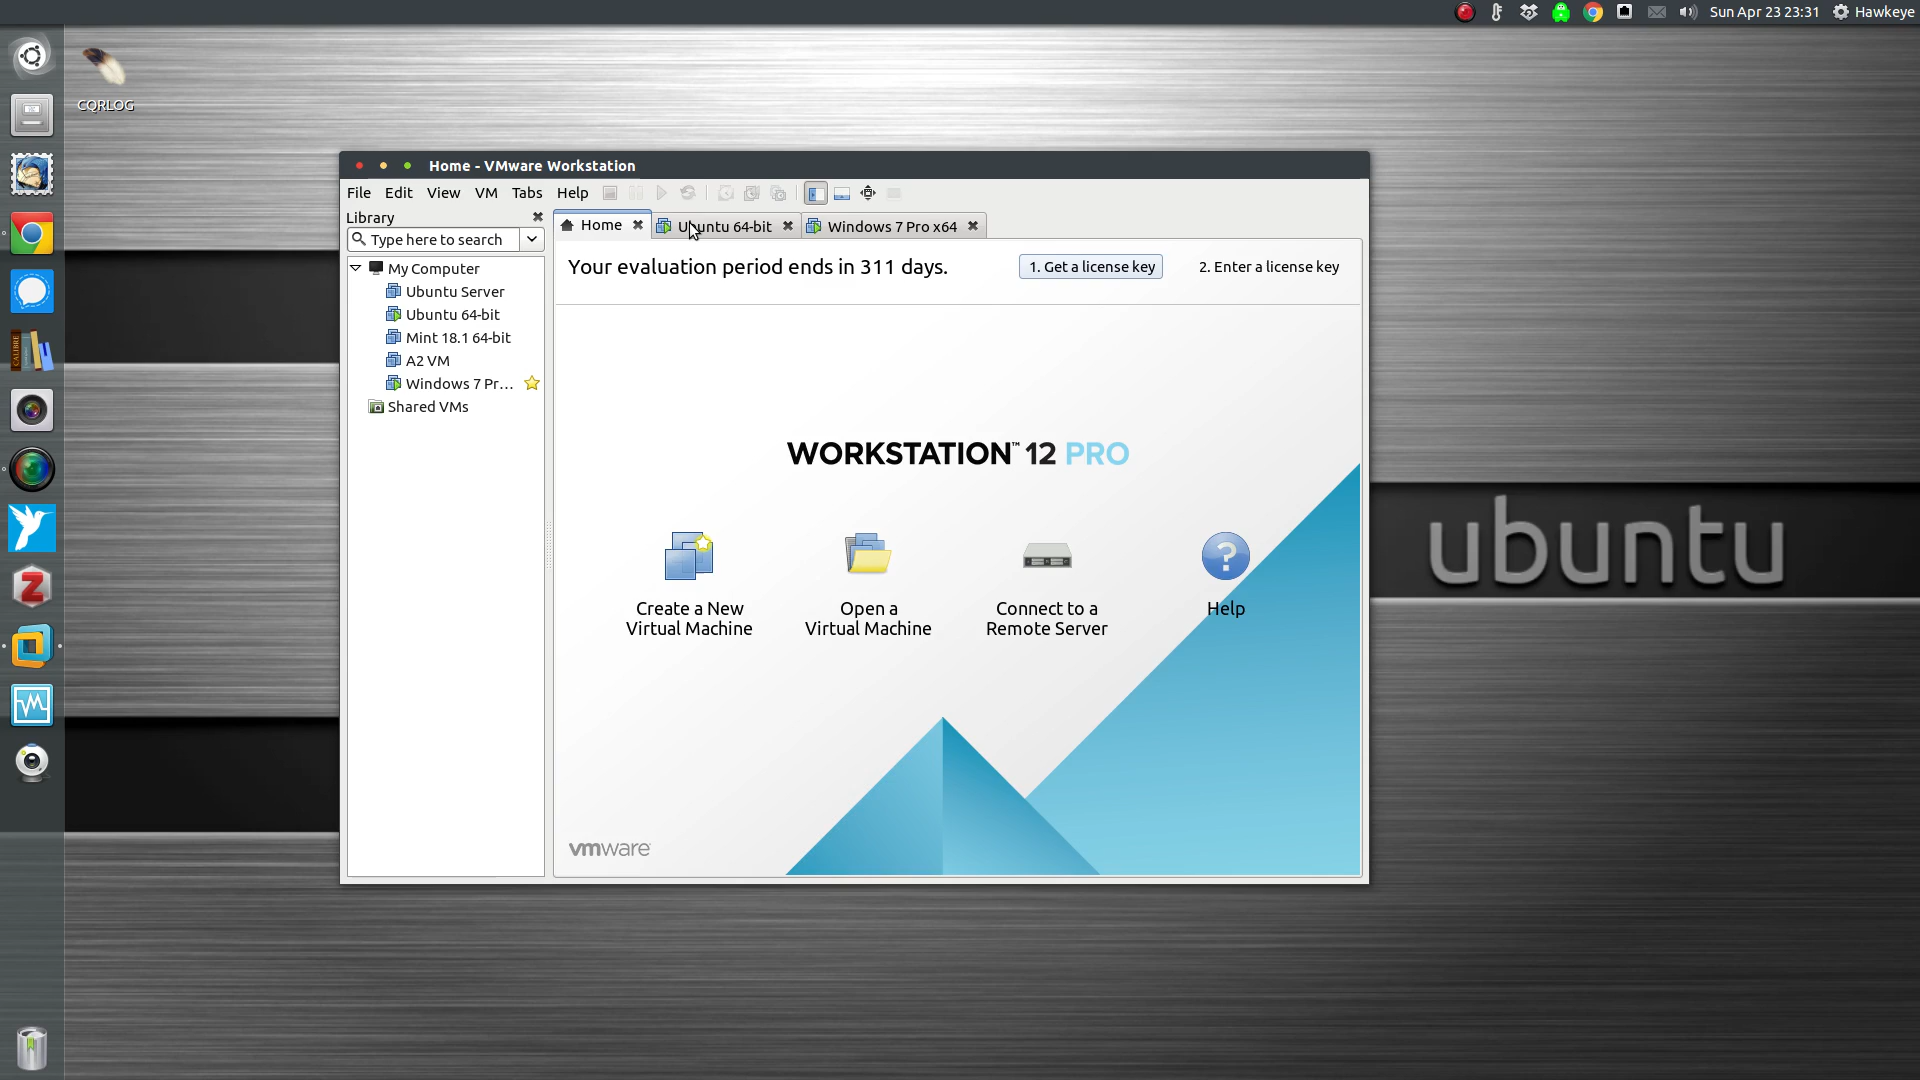 Sun Apr 23 23:31 Hawkeye
CQRLOG
Home - VMware Workstation
File Edit View VM Tabs Help
Library
Type here to search
Home
Ubuntu 64-bit
Windows 7 Pro x64
Your evaluation period ends in 311 days.
1. Get a license key
2. Enter a license key
My Computer
Ubuntu Server
Ubuntu 64-bit
Mint 18.1 64-bit
A2 VM
Windows 7 Pr...
Shared VMs
WORKSTATION™ 12 PRO
Create a New
Virtual Machine
Open a
Virtual Machine
Connect to a
Remote Server
Help
vmware
ubuntu
CALIBRE
Z